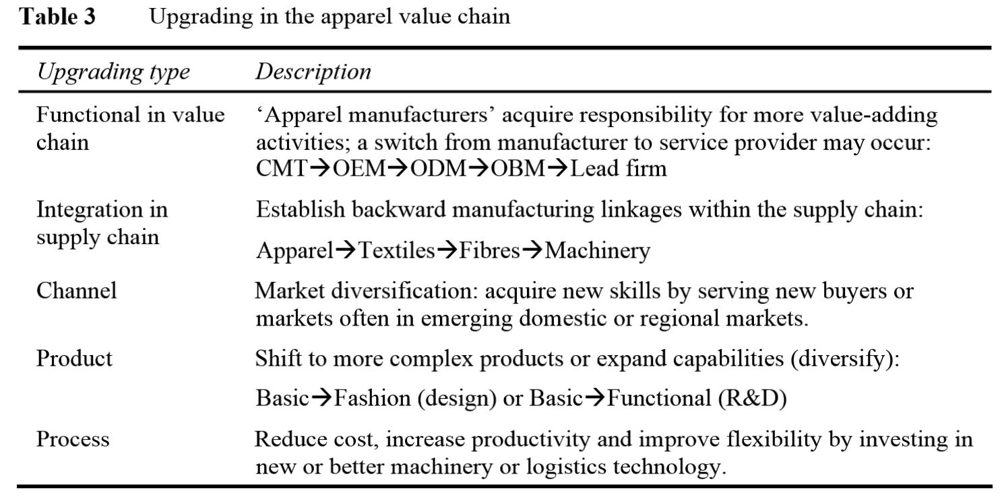 Table 3 Upgrading in the apparel value chain
Upgrading type Description
Functional in value ‘Apparel manufacturers’ acquire responsibility for more value-adding
chain activities; a switch from manufacturer to service provider may occur:
CMT→OEM→ODM→OBM→Lead firm
Integration in Establish backward manufacturing linkages within the supply chain:
supply chain
Apparel→Textiles→Fibres→Machinery
Channel Market diversification: acquire new skills by serving new buyers or
markets often in emerging domestic or regional markets.
Product Shift to more complex products or expand capabilities (diversify):
Basic→Fashion (design) or Basic→Functional (R&D)
Process Reduce cost, increase productivity and improve flexibility by investing in
new or better machinery or logistics technology.